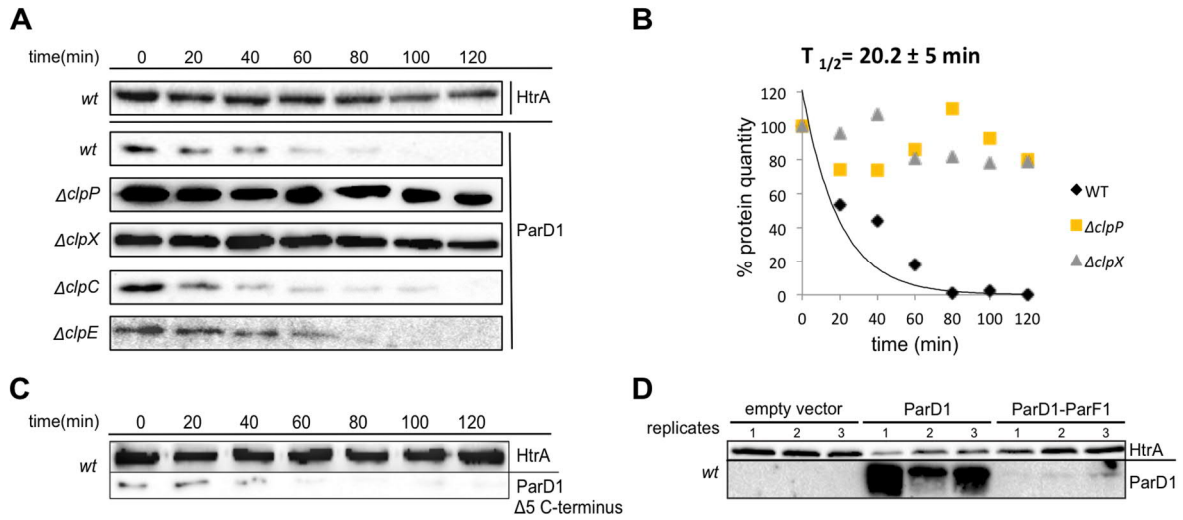 A
time(min) 0 20 40 60 80 100 120
wt HtrA
wt
ΔclpP
ΔclpX ParD1
ΔclpC
ΔclpE
B
T 1/2= 20.2 ± 5 min
120
100
80
60
40
20
0
% protein quantity
0 20 40 60 80 100 120
time (min)
WT
ΔclpP
ΔclpX
C
time(min) 0 20 40 60 80 100 120
wt HtrA
ParD1
Δ5 C-terminus
D
empty vector ParD1 ParD1-ParF1
replicates 1 2 3 1 2 3 1 2 3
HtrA
wt ParD1